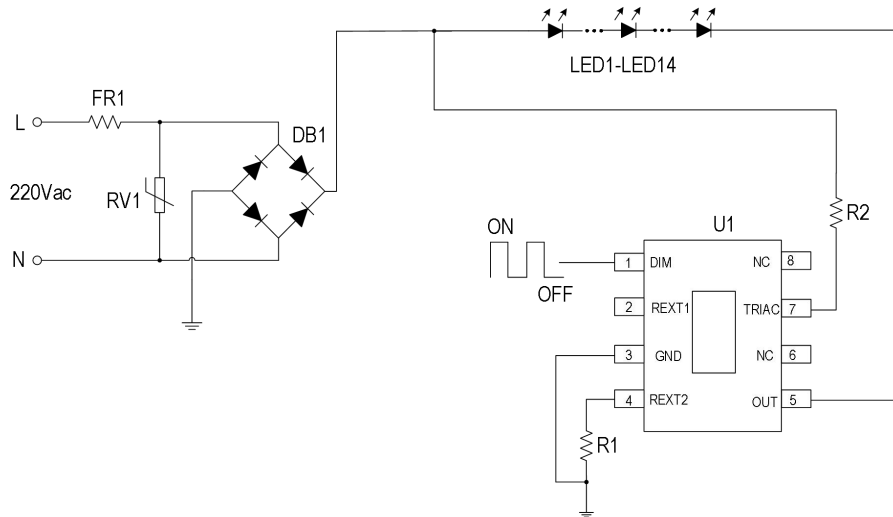 LED1-LED14
FR1
L
DB1
220Vac
RV1
R2
N
ON
OFF
U1
1 DIM NC 8
2 REXT1 TRIAC 7
3 GND NC 6
4 REXT2 OUT 5
R1